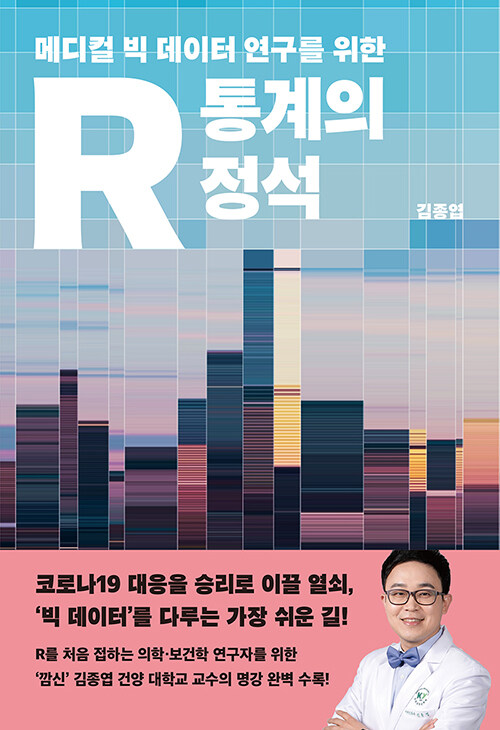 메디컬 빅 데이터 연구를 위한
R 통계의
정석
김종엽
코로나19 대응을 승리로 이끌 열쇠,
‘빅 데이터’를 다루는 가장 쉬운 길!
R를 처음 접하는 의학·보건학 연구자를 위한
‘깜신’ 김종엽 건양 대학교 교수의 명강 완벽 수록!